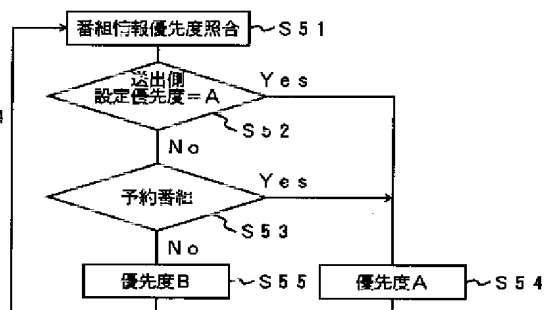 番組情報優先度照合 S51
送出側
設定優先度=A
Yes
S52
No
予約番組
Yes
S53
No
優先度B S55
優先度A S54